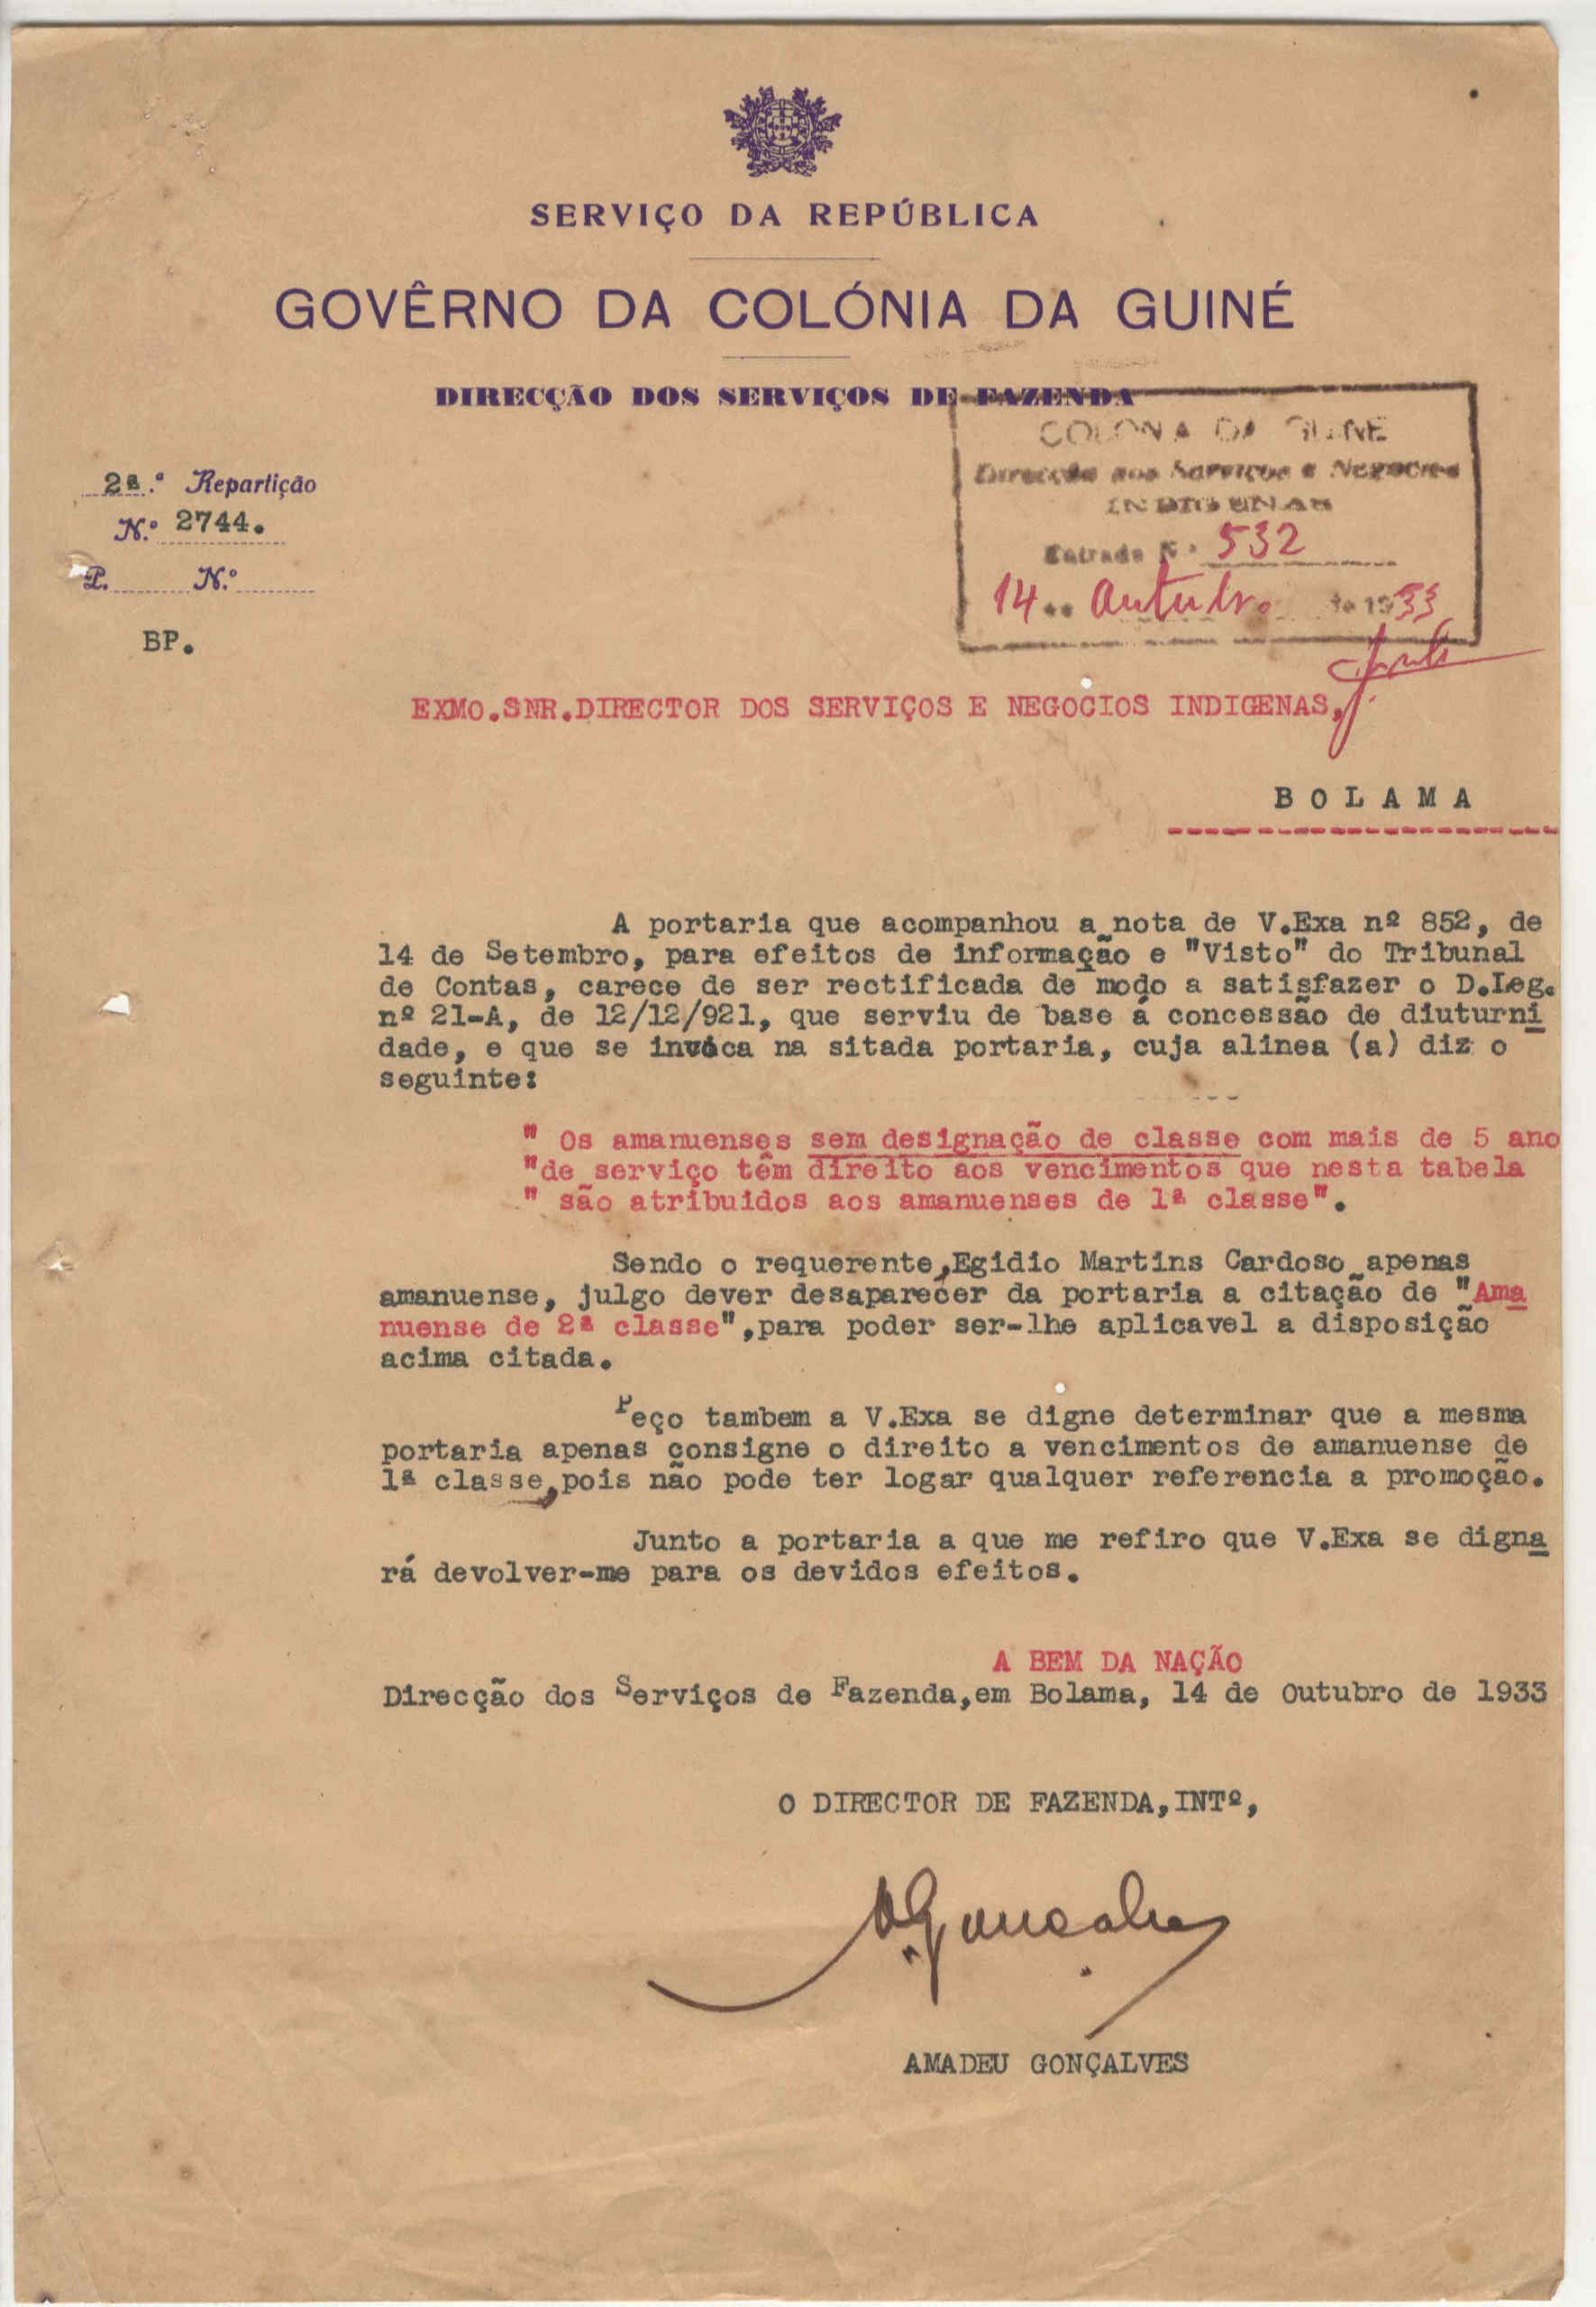 SERVIÇO DA REPÚBLICA
GOVÊRNO DA COLÓNIA DA GUINÉ
DIRECÇÃO DOS SERVIÇOS DE FAZENDA
COLONIA DA GUINÉ
Direcção dos Serviços e Negocios
INDIGENAS
Entrada N.º 532
14 de Outubro de 1933
2ª.ª Repartição
N.º 2744.
P. N.º
BP.
EXMO.SNR.DIRECTOR DOS SERVIÇOS E NEGOCIOS INDIGENAS,
B O L A M A
A portaria que acompanhou a nota de V.Exa nº 852, de
14 de Setembro, para efeitos de informação e "Visto" do Tribunal
de Contas, carece de ser rectificada de modo a satisfazer o D.Leg.
nº 21-A, de 12/12/921, que serviu de base á concessão de diuturni
dade, e que se invóca na sitada portaria, cuja alinea (a) diz o
seguinte:
" Os amanuenses sem designação de classe com mais de 5 ano
"de serviço têm direito aos vencimentos que nesta tabela
" são atribuidos aos amanuenses de 1ª classe".
Sendo o requerente,Egidio Martins Cardoso apenas
amanuense, julgo dever desaparecer da portaria a citação de "Ama
nuense de 2ª classe",para poder ser-lhe aplicavel a disposição
acima citada.
Peço tambem a V.Exa se digne determinar que a mesma
portaria apenas consigne o direito a vencimentos de amanuense de
1ª classe,pois não pode ter logar qualquer referencia a promoção.
Junto a portaria a que me refiro que V.Exa se digna
rá devolver-me para os devidos efeitos.
A BEM DA NAÇÃO
Direcção dos Serviços de Fazenda,em Bolama, 14 de Outubro de 1933
O DIRECTOR DE FAZENDA,INTº,
A. Gonçalves
AMADEU GONÇALVES